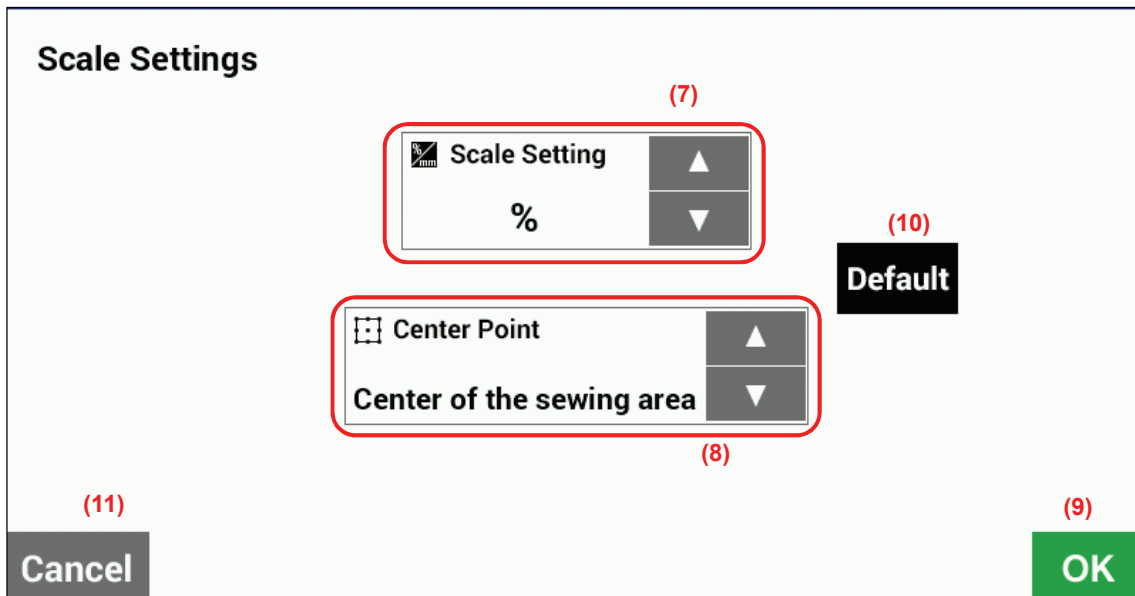 Scale Settings
(7)
%/mm Scale Setting
%
(10)
Default
Center Point
Center of the sewing area
(8)
(11)
(9)
Cancel
OK